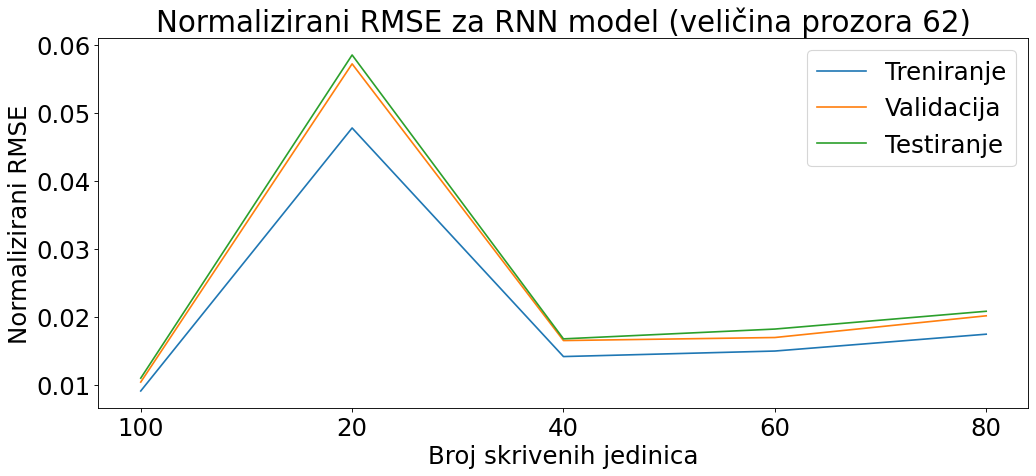 Normalizirani RMSE za RNN model (veličina prozora 62)
Normalizirani RMSE
0.06
0.05
0.04
0.03
0.02
0.01
Treniranje
Validacija
Testiranje
100 20 40 60 80
Broj skrivenih jedinica